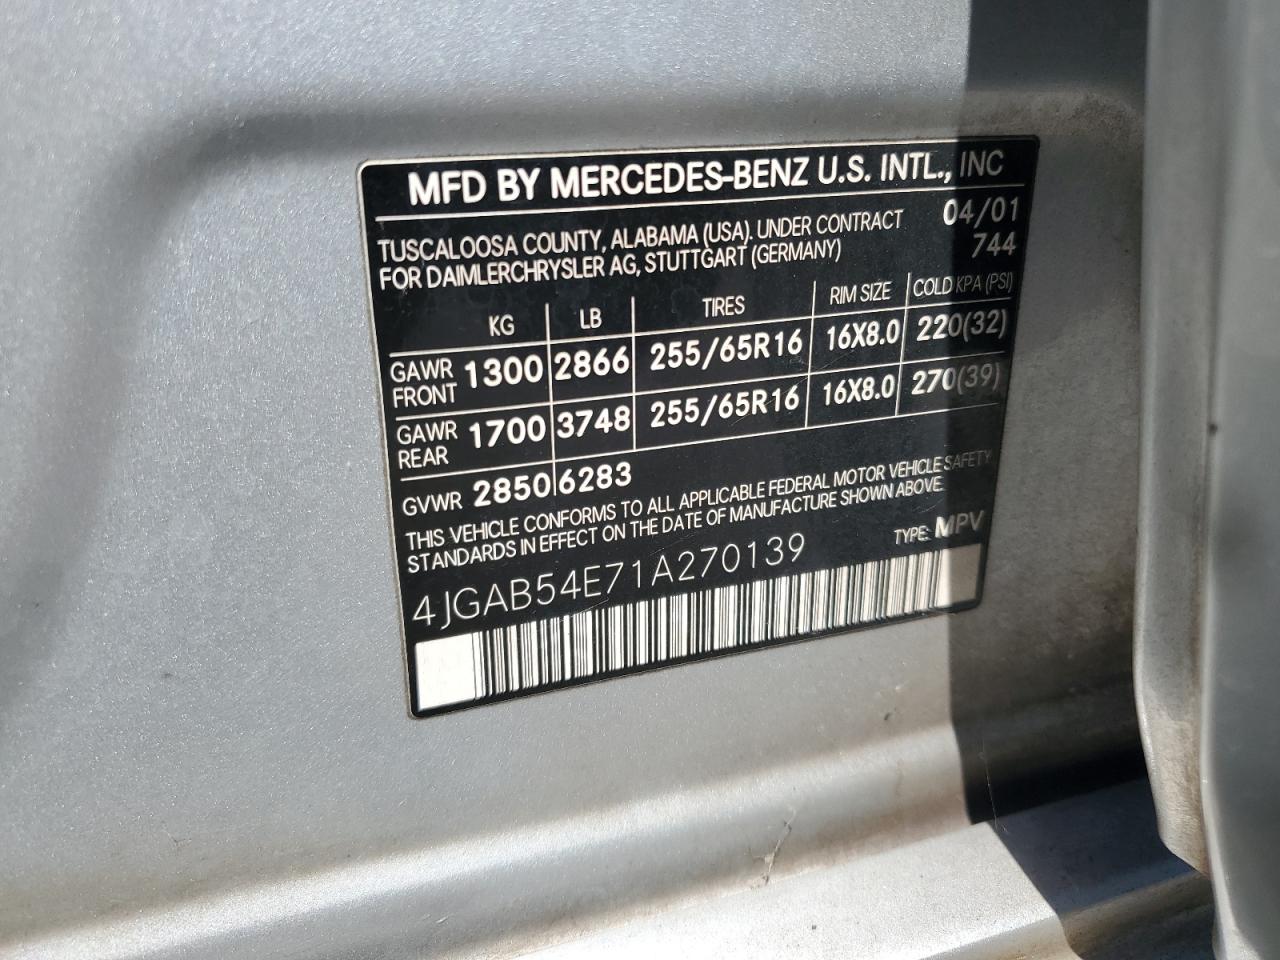 MFD BY MERCEDES-BENZ U.S. INTL., INC
TUSCALOOSA COUNTY, ALABAMA (USA). UNDER CONTRACT 04/01
FOR DAIMLERCHRYSLER AG, STUTTGART (GERMANY) 744
KG LB TIRES RIM SIZE COLD KPA (PSI)
GAWR FRONT 1300 2866 255/65R16 16X8.0 220(32)
GAWR REAR 1700 3748 255/65R16 16X8.0 270(39)
GVWR 2850 6283
THIS VEHICLE CONFORMS TO ALL APPLICABLE FEDERAL MOTOR VEHICLE SAFETY
STANDARDS IN EFFECT ON THE DATE OF MANUFACTURE SHOWN ABOVE.
4JGAB54E71A270139 TYPE: MPV